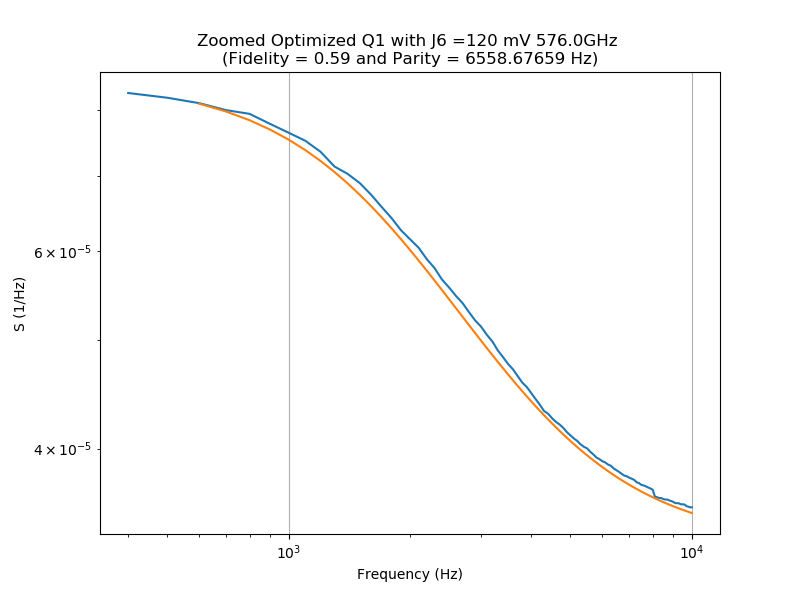 Zoomed Optimized Q1 with J6 =120 mV 576.0GHz
(Fidelity = 0.59 and Parity = 6558.67659 Hz)
S (1/Hz)
6 × 10⁻⁵
4 × 10⁻⁵
10³
10⁴
Frequency (Hz)